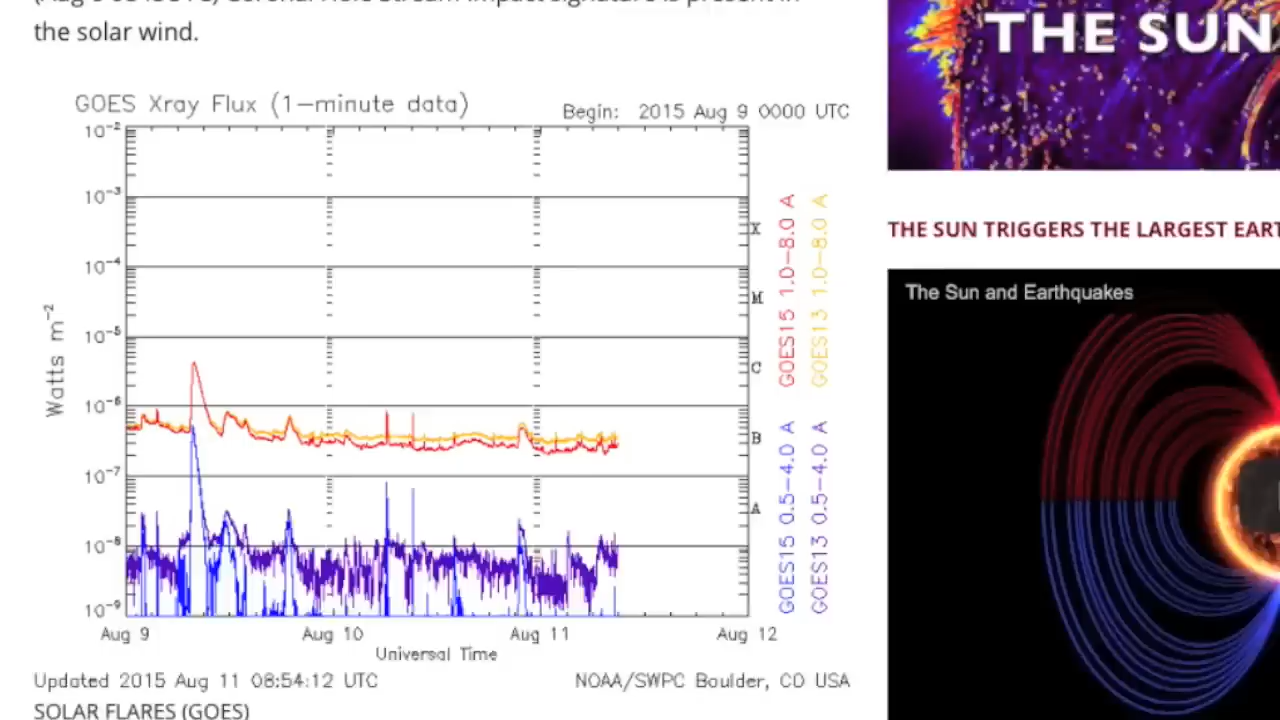 the solar wind.
GOES Xray Flux (1-minute data)
Begin: 2015 Aug 9 0000 UTC
10-2
10-3
10-4
10-5
10-6
10-7
10-8
10-9
Watts m-2
X
M
C
B
A
GOES15 1.0-8.0 A
GOES13 1.0-8.0 A
GOES15 0.5-4.0 A
GOES13 0.5-4.0 A
Aug 9
Aug 10
Aug 11
Aug 12
Universal Time
Updated 2015 Aug 11 08:54:12 UTC
NOAA/SWPC Boulder, CO USA
SOLAR FLARES (GOES)
THE SUN
THE SUN TRIGGERS THE LARGEST
The Sun and Earthquakes